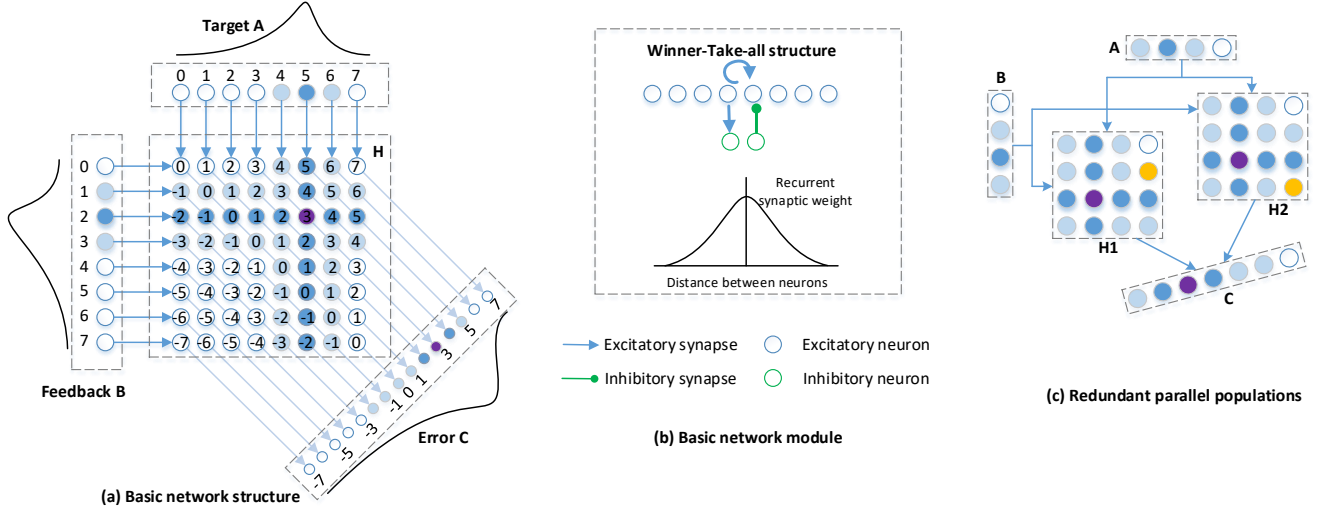 Target A
0 1 2 3 4 5 6 7
H
0 0 1 2 3 4 5 6 7
1 -1 0 1 2 3 4 5 6
2 -2 -1 0 1 2 3 4 5
3 -3 -2 -1 0 1 2 3 4
4 -4 -3 -2 -1 0 1 2 3
5 -5 -4 -3 -2 -1 0 1 2
6 -6 -5 -4 -3 -2 -1 0 1
7 -7 -6 -5 -4 -3 -2 -1 0
Feedback B
-7 -5 -3 -1 0 1 3 5 7
Error C
(a) Basic network structure
Winner-Take-all structure
Recurrent
synaptic weight
Distance between neurons
Excitatory synapse
Excitatory neuron
Inhibitory synapse
Inhibitory neuron
(b) Basic network module
A
B
H1
H2
C
(c) Redundant parallel populations